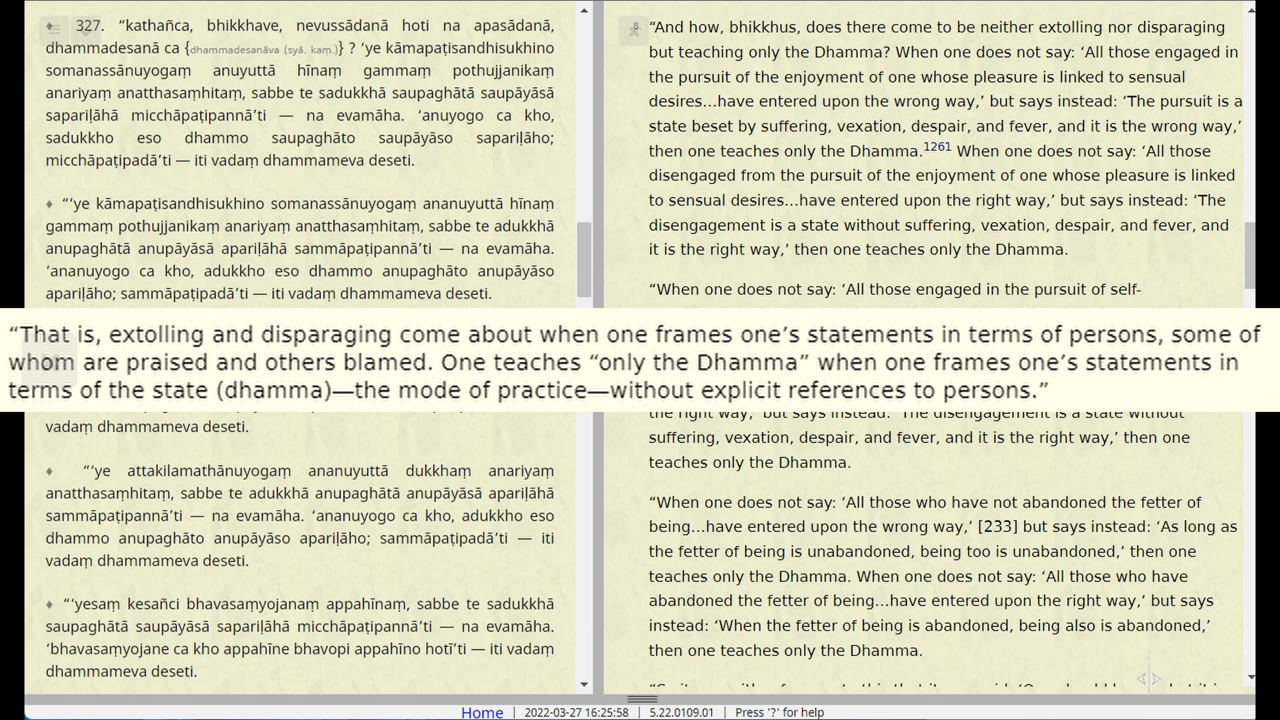 ♦ 327. “kathañca, bhikkhave, nevussādanā hoti na apasādanā,
dhammadesanā ca {dhammadesanāva (syā. kaṃ.)} ? ‘ye kāmapaṭisandhisukhino
somanassānuyogaṃ anuyuttā hīnaṃ gammaṃ pothujjanikaṃ
anariyaṃ anatthasaṃhitaṃ, sabbe te sadukkhā saupaghātā saupāyāsā
sapariḷāhā micchāpaṭipannā’ti — na evamāha. ‘anuyogo ca kho,
sadukkho eso dhammo saupaghāto saupāyāso sapariḷāho;
micchāpaṭipadā’ti — iti vadaṃ dhammameva deseti.
♦ “‘ye kāmapaṭisandhisukhino somanassānuyogaṃ ananuyuttā hīnaṃ
gammaṃ pothujjanikaṃ anariyaṃ anatthasaṃhitaṃ, sabbe te adukkhā
anupaghātā anupāyāsā apariḷāhā sammāpaṭipannā’ti — na evamāha.
‘ananuyogo ca kho, adukkho eso dhammo anupaghāto anupāyāso
apariḷāho; sammāpaṭipadā’ti — iti vadaṃ dhammameva deseti.
8 “And how, bhikkhus, does there come to be neither extolling nor disparaging
but teaching only the Dhamma? When one does not say: ‘All those engaged in
the pursuit of the enjoyment of one whose pleasure is linked to sensual
desires…have entered upon the wrong way,’ but says instead: ‘The pursuit is a
state beset by suffering, vexation, despair, and fever, and it is the wrong way,’
then one teaches only the Dhamma.1261 When one does not say: ‘All those
disengaged from the pursuit of the enjoyment of one whose pleasure is linked
to sensual desires…have entered upon the right way,’ but says instead: ‘The
disengagement is a state without suffering, vexation, despair, and fever, and
it is the right way,’ then one teaches only the Dhamma.
“When one does not say: ‘All those engaged in the pursuit of self-
“That is, extolling and disparaging come about when one frames one’s statements in terms of persons, some of
whom are praised and others blamed. One teaches “only the Dhamma” when one frames one’s statements in
terms of the state (dhamma)—the mode of practice—without explicit references to persons.”
vadaṃ dhammameva deseti.
♦ “‘ye attakilamathānuyogaṃ ananuyuttā dukkhaṃ anariyaṃ
anatthasaṃhitaṃ, sabbe te adukkhā anupaghātā anupāyāsā apariḷāhā
sammāpaṭipannā’ti — na evamāha. ‘ananuyogo ca kho, adukkho eso
dhammo anupaghāto anupāyāso apariḷāho; sammāpaṭipadā’ti — iti
vadaṃ dhammameva deseti.
♦ “‘yesaṃ kesañci bhavasaṃyojanaṃ appahīnaṃ, sabbe te sadukkhā
saupaghātā saupāyāsā sapariḷāhā micchāpaṭipannā’ti — na evamāha.
‘bhavasaṃyojane ca kho appahīne bhavopi appahīno hotī’ti — iti vadaṃ
dhammameva deseti.
the right way,’ but says instead: ‘The disengagement is a state without
suffering, vexation, despair, and fever, and it is the right way,’ then one
teaches only the Dhamma.
“When one does not say: ‘All those who have not abandoned the fetter of
being…have entered upon the wrong way,’ [233] but says instead: ‘As long as
the fetter of being is unabandoned, being too is unabandoned,’ then one
teaches only the Dhamma. When one does not say: ‘All those who have
abandoned the fetter of being…have entered upon the right way,’ but says
instead: ‘When the fetter of being is abandoned, being also is abandoned,’
then one teaches only the Dhamma.
Home | 2022-03-27 16:25:58 | 5.22.0109.01 | Press '?' for help